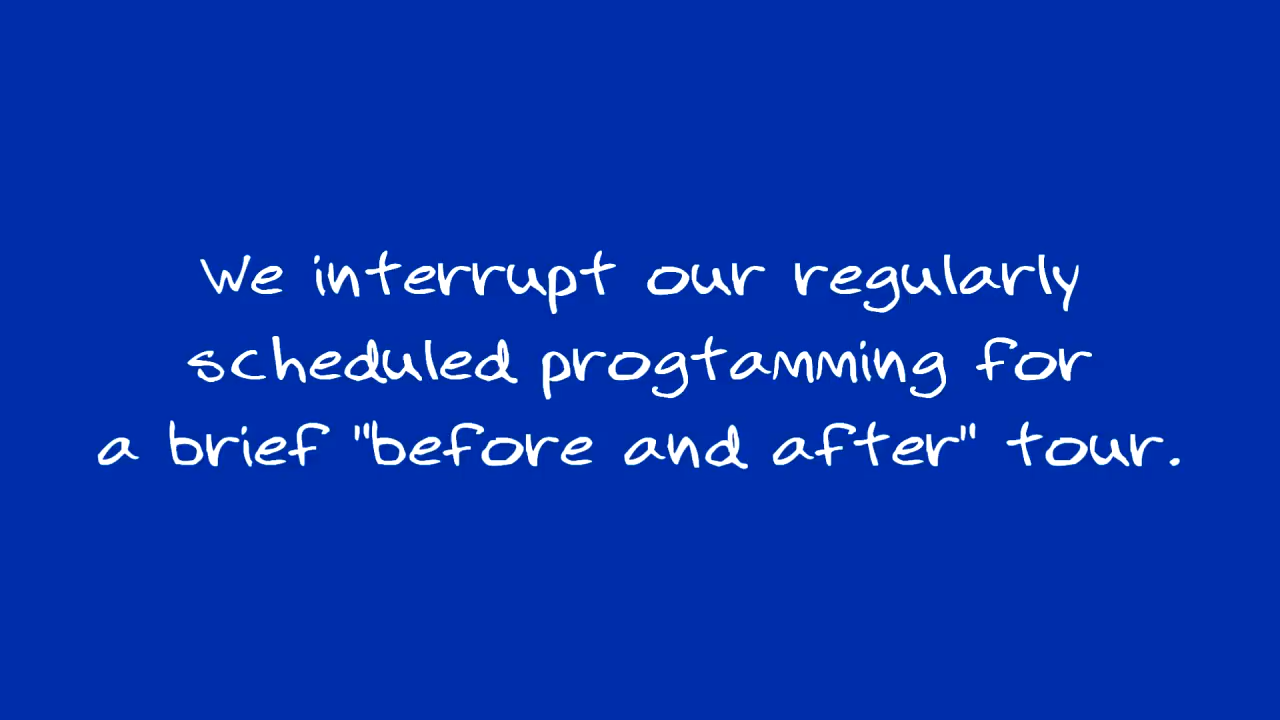 We interrupt our regularly
scheduled progtamming for
a brief "before and after" tour.